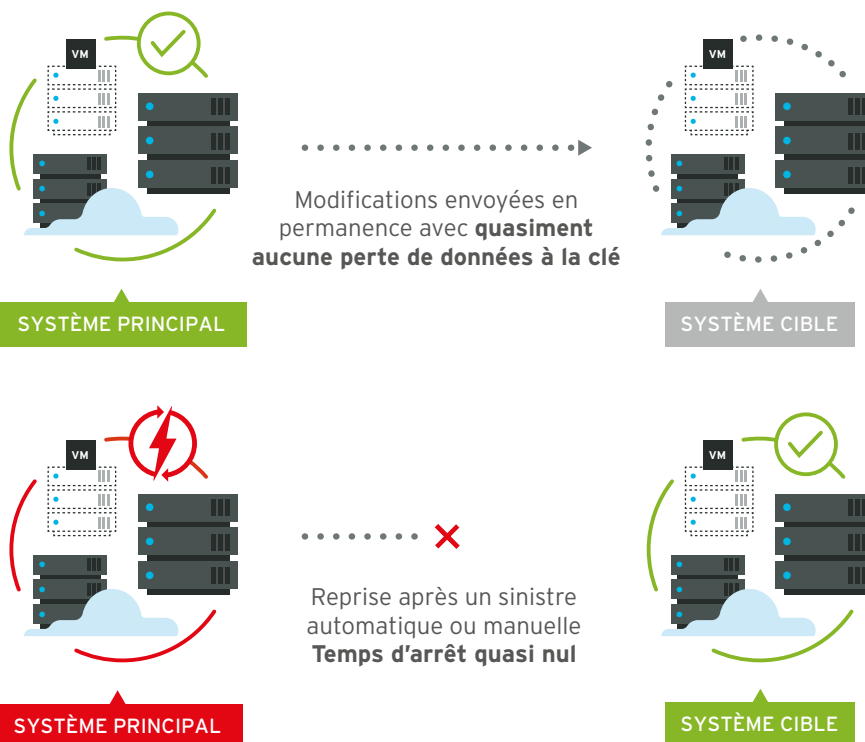 VM
VM
Modifications envoyées en
permanence avec quasiment
aucune perte de données à la clé
SYSTÈME PRINCIPAL
SYSTÈME CIBLE
VM
VM
Reprise après un sinistre
automatique ou manuelle
Temps d'arrêt quasi nul
SYSTÈME PRINCIPAL
SYSTÈME CIBLE